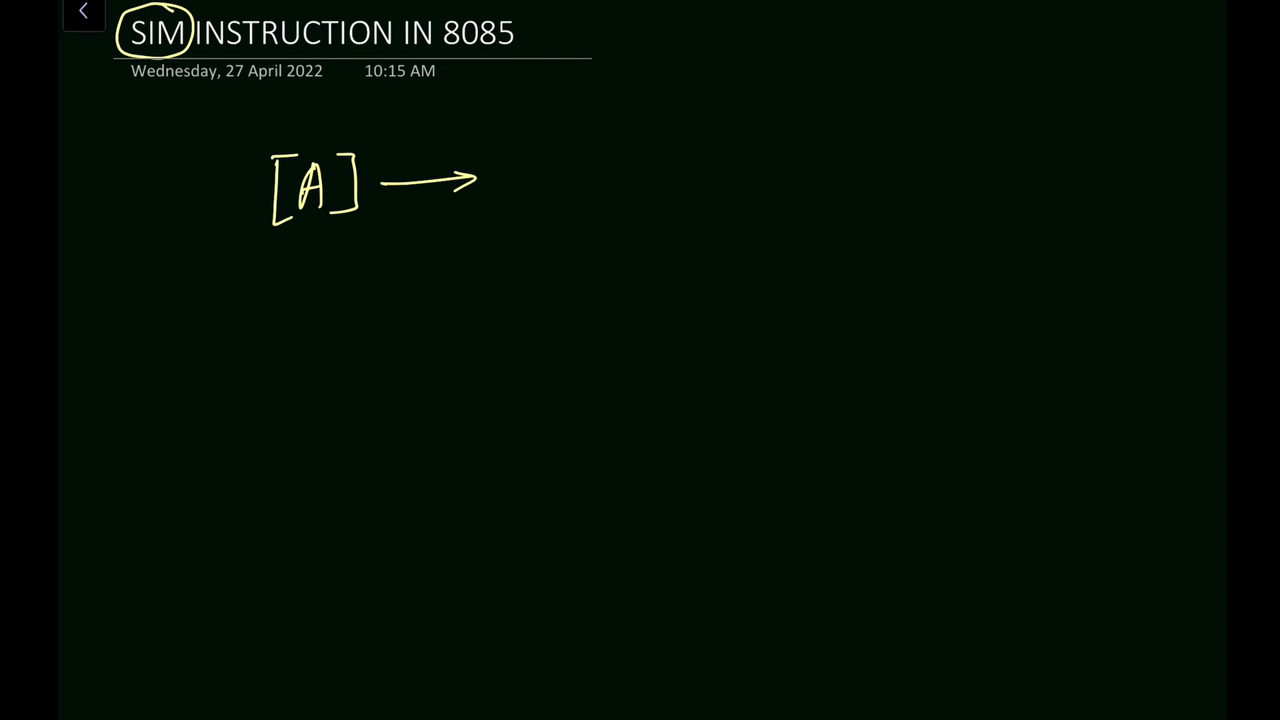 SIM INSTRUCTION IN 8085
Wednesday, 27 April 2022 10:15 AM
[A] →